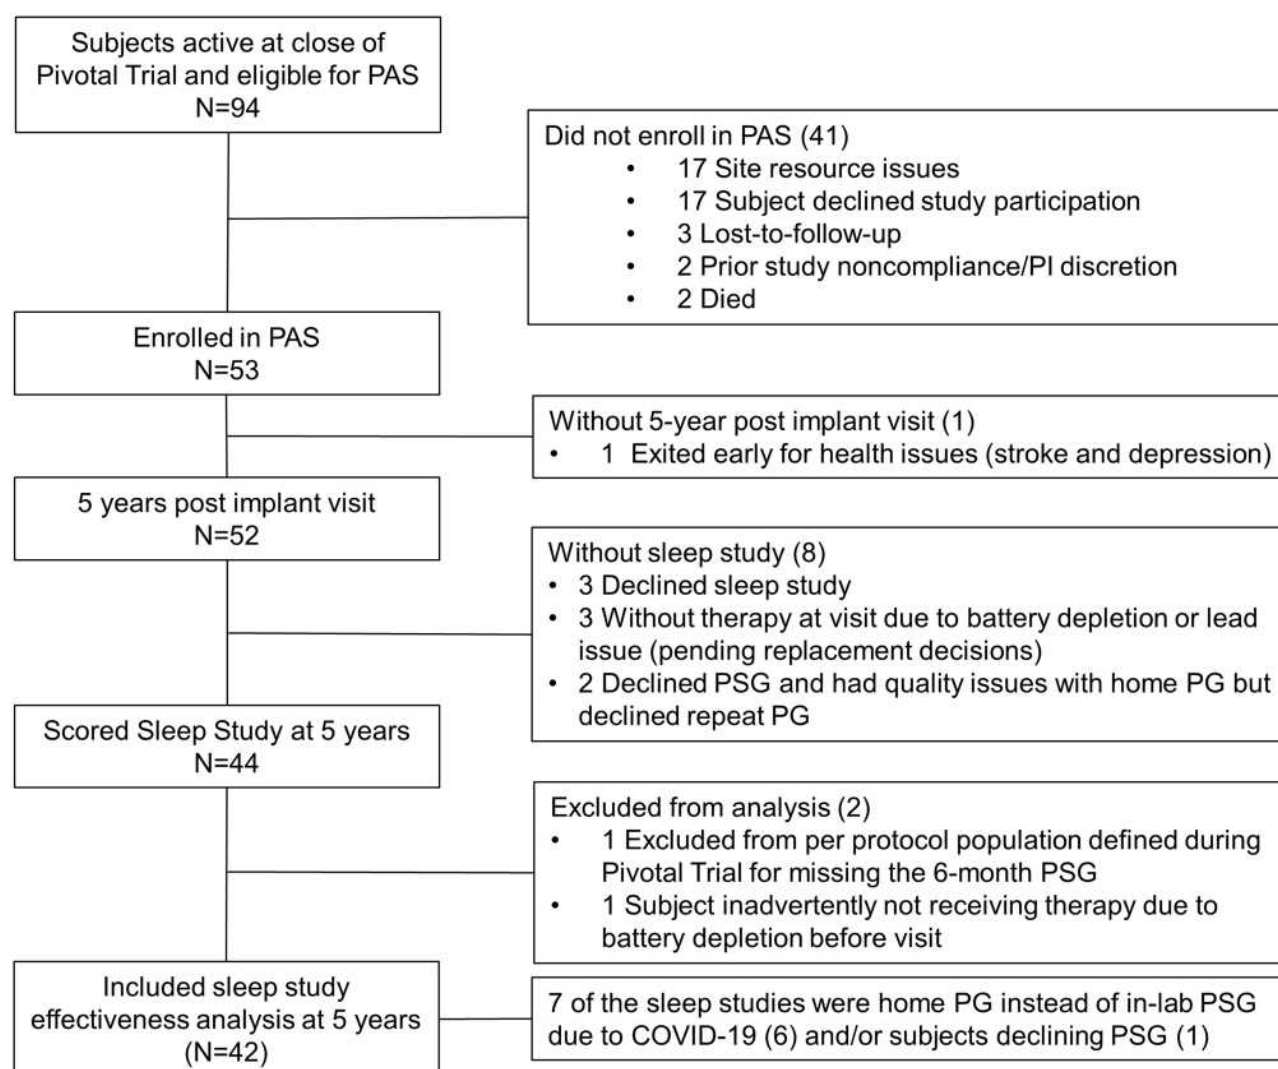 Subjects active at close of
Pivotal Trial and eligible for PAS
N=94
Did not enroll in PAS (41)
• 17 Site resource issues
• 17 Subject declined study participation
• 3 Lost-to-follow-up
• 2 Prior study noncompliance/PI discretion
• 2 Died
Enrolled in PAS
N=53
Without 5-year post implant visit (1)
• 1 Exited early for health issues (stroke and depression)
5 years post implant visit
N=52
Without sleep study (8)
• 3 Declined sleep study
• 3 Without therapy at visit due to battery depletion or lead
issue (pending replacement decisions)
• 2 Declined PSG and had quality issues with home PG but
declined repeat PG
Scored Sleep Study at 5 years
N=44
Excluded from analysis (2)
• 1 Excluded from per protocol population defined during
Pivotal Trial for missing the 6-month PSG
• 1 Subject inadvertently not receiving therapy due to
battery depletion before visit
Included sleep study
effectiveness analysis at 5 years
(N=42)
7 of the sleep studies were home PG instead of in-lab PSG
due to COVID-19 (6) and/or subjects declining PSG (1)